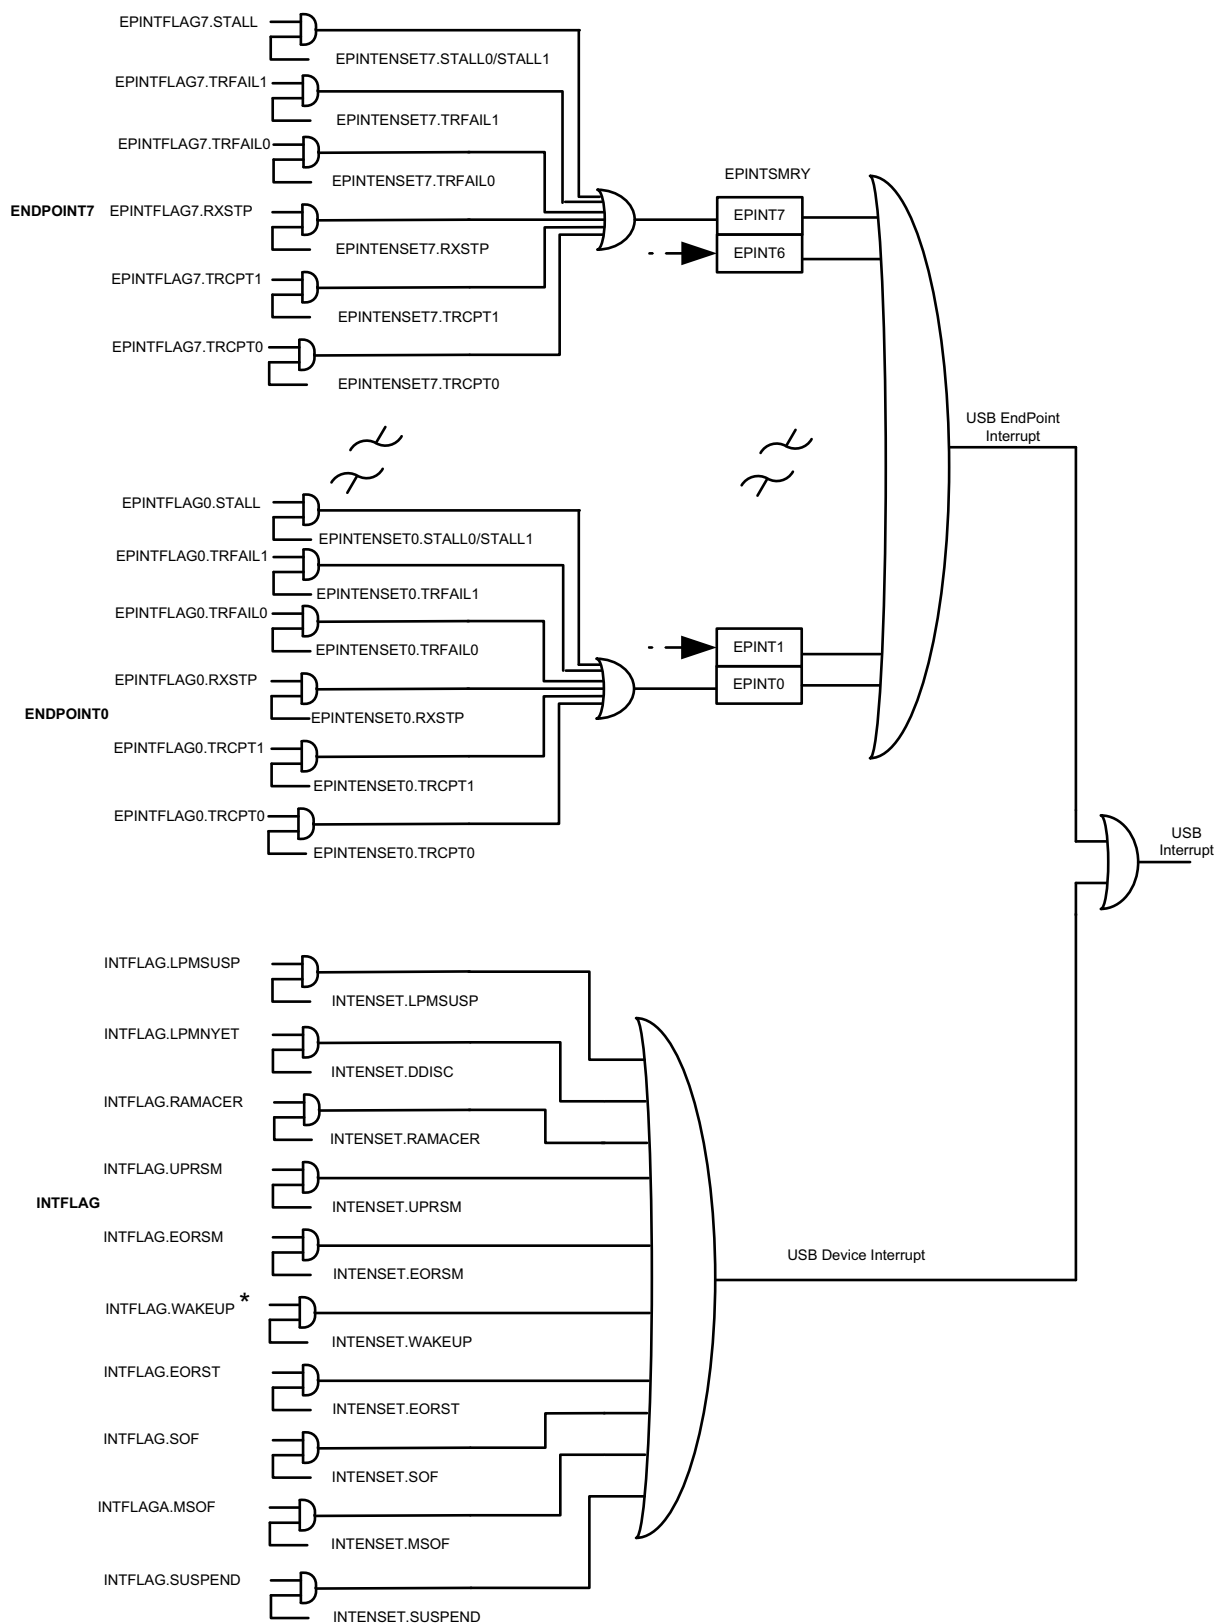 EPINTFLAG7.STALL
EPINTENSET7.STALL0/STALL1
EPINTFLAG7.TRFAIL1
EPINTENSET7.TRFAIL1
EPINTFLAG7.TRFAIL0
EPINTENSET7.TRFAIL0
ENDPOINT7
EPINTFLAG7.RXSTP
EPINTENSET7.RXSTP
EPINTFLAG7.TRCPT1
EPINTENSET7.TRCPT1
EPINTFLAG7.TRCPT0
EPINTENSET7.TRCPT0
EPINTSMRY
EPINT7
EPINT6
USB EndPoint
Interrupt
EPINTFLAG0.STALL
EPINTENSET0.STALL0/STALL1
EPINTFLAG0.TRFAIL1
EPINTENSET0.TRFAIL1
EPINTFLAG0.TRFAIL0
EPINTENSET0.TRFAIL0
EPINTFLAG0.RXSTP
ENDPOINT0
EPINTENSET0.RXSTP
EPINTFLAG0.TRCPT1
EPINTENSET0.TRCPT1
EPINTFLAG0.TRCPT0
EPINTENSET0.TRCPT0
EPINT1
EPINT0
USB
Interrupt
INTFLAG.LPMSUSP
INTENSET.LPMSUSP
INTFLAG.LPMNYET
INTENSET.DDISC
INTFLAG.RAMACER
INTENSET.RAMACER
INTFLAG.UPRSM
INTFLAG
INTENSET.UPRSM
INTFLAG.EORSM
INTENSET.EORSM
INTFLAG.WAKEUP *
INTENSET.WAKEUP
INTFLAG.EORST
INTENSET.EORST
INTFLAG.SOF
INTENSET.SOF
INTFLAGA.MSOF
INTENSET.MSOF
INTFLAG.SUSPEND
INTENSET.SUSPEND
USB Device Interrupt